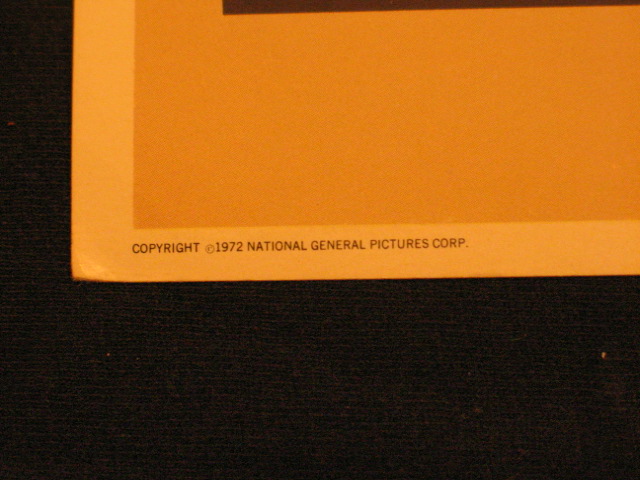 COPYRIGHT ©1972 NATIONAL GENERAL PICTURES CORP.